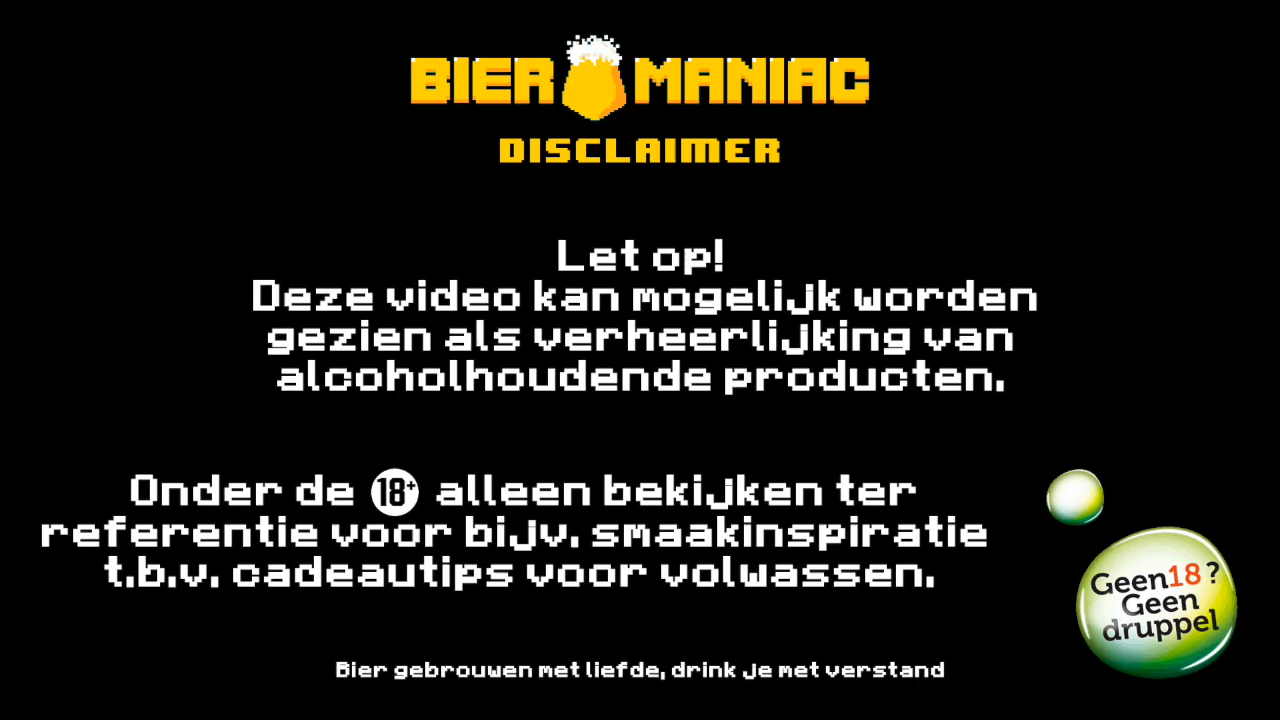 BIER MANIAC
DISCLAIMER
Let op!
Deze video kan mogelijk worden
gezien als verheerlijking van
alcoholhoudende producten.
Onder de 18+ alleen bekijken ter
referentie voor bijv. smaakinspiratie
t.b.v. cadeautips voor volwassen.
Geen18?
Geen
druppel
Bier gebrouwen met liefde, drink je met verstand